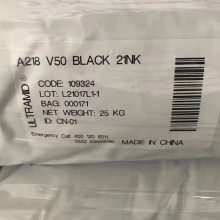 A218 V50 BLACK 21NK
ULTRAMID®
CODE: 109324
LOT: L21017L1-1
BAG: 000171
NET WEIGHT: 25 KG
ID: CN-01
Emergency Call: 400 120 6011
MADE IN CHINA